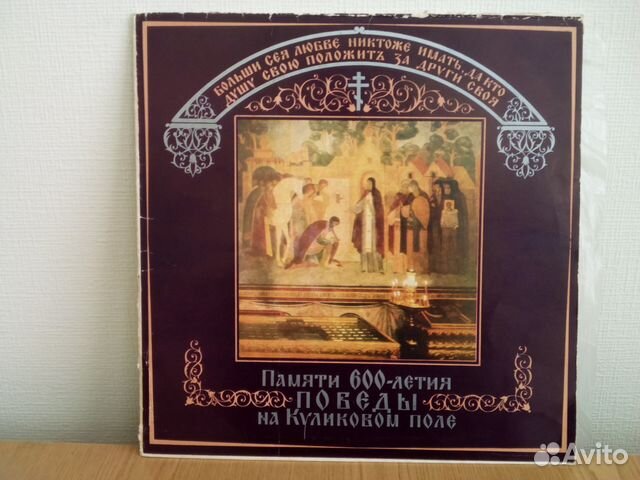 БОЛЬШИ СЕЯ ЛЮБВЕ НИКТОЖЕ ИМАТЬ, ДА КТО
ДУШУ СВОЮ ПОЛОЖИТЪ ЗА ДРУГИ СВОЯ
ПАМЯТИ 600-ЛЕТИЯ
ПОБЕДЫ
НА КУЛИКОВОМ ПОЛЕ
Avito